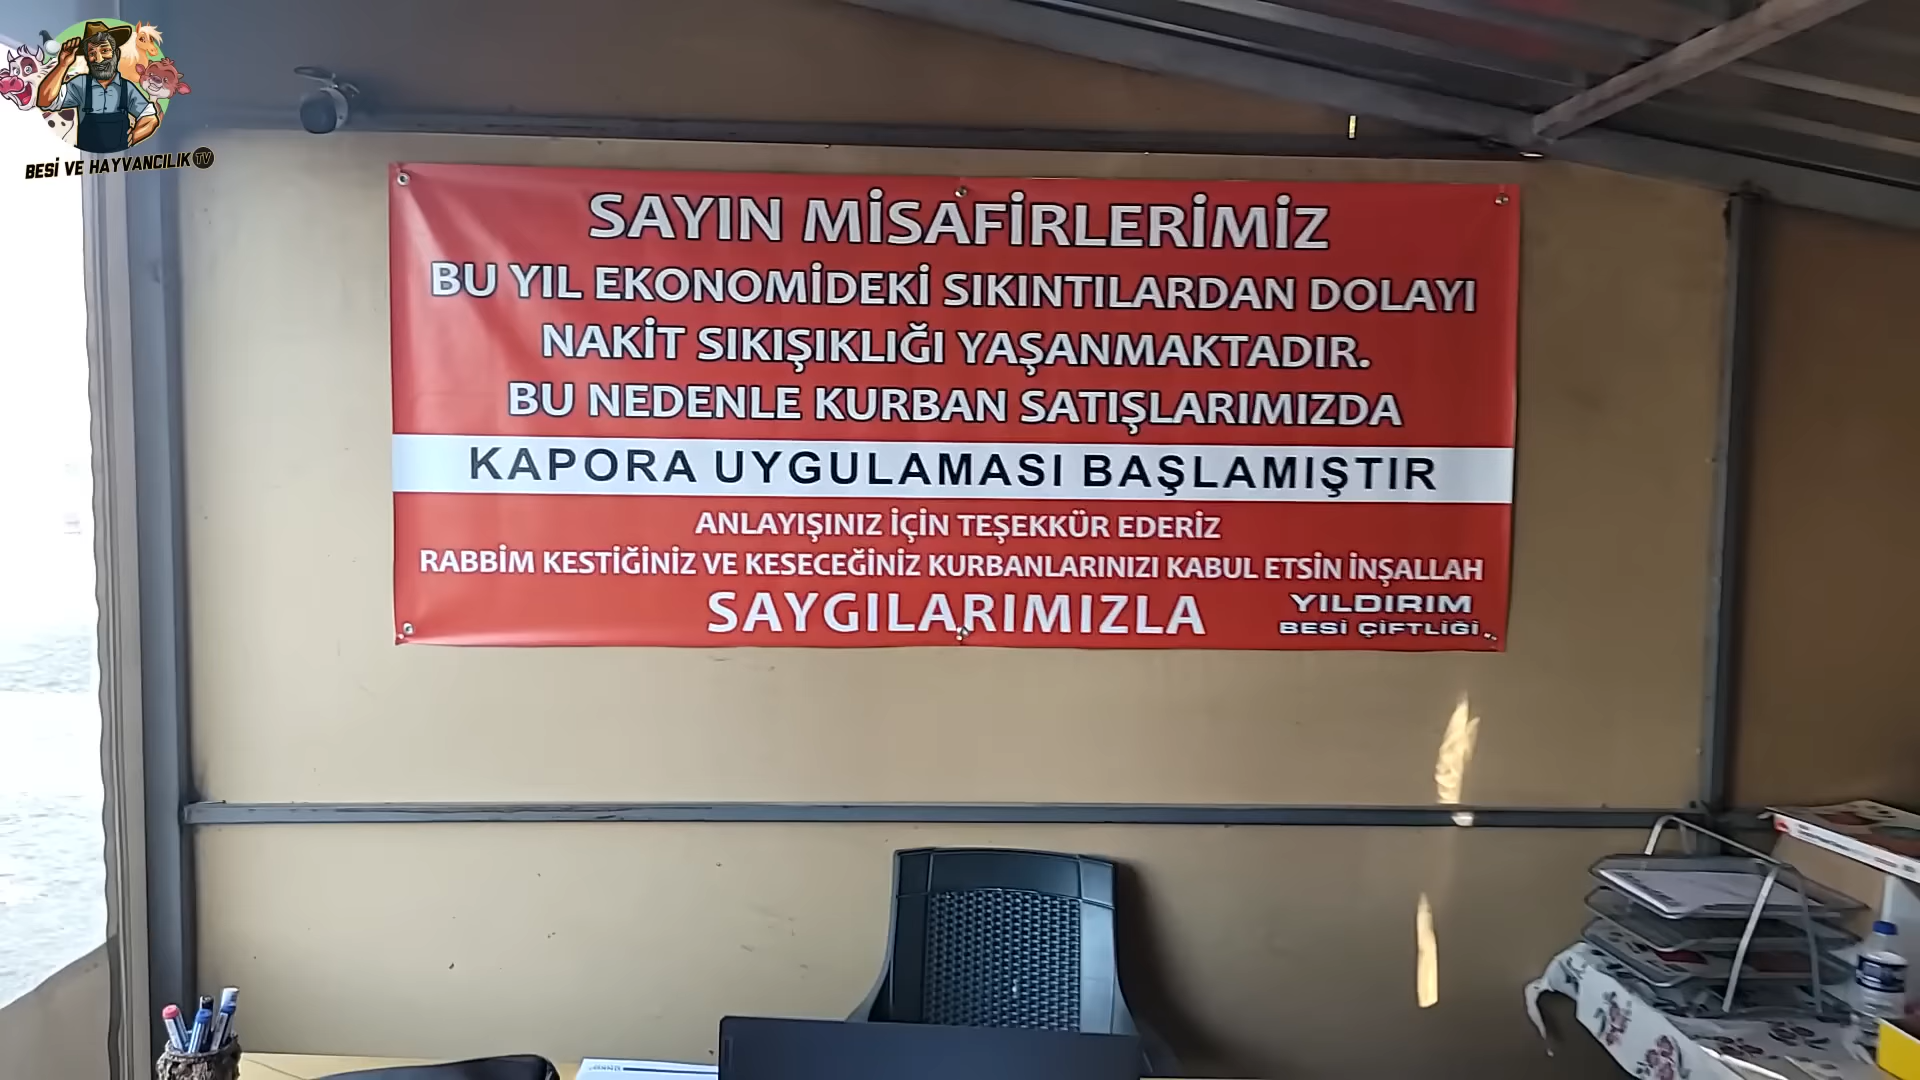 BESİ VE HAYVANCILIK TV
SAYIN MİSAFİRLERİMİZ
BU YIL EKONOMİDEKİ SIKINTILARDAN DOLAYI
NAKİT SIKIŞIKLIĞI YAŞANMAKTADIR.
BU NEDENLE KURBAN SATIŞLARIMIZDA
KAPORA UYGULAMASI BAŞLAMIŞTIR
ANLAYIŞINIZ İÇİN TEŞEKKÜR EDERİZ
RABBİM KESTİĞİNİZ VE KESECEĞİNİZ KURBANLARINIZI KABUL ETSİN İNŞALLAH
SAYGILARIMIZLA
YILDIRIM
BESİ ÇİFTLİĞİ